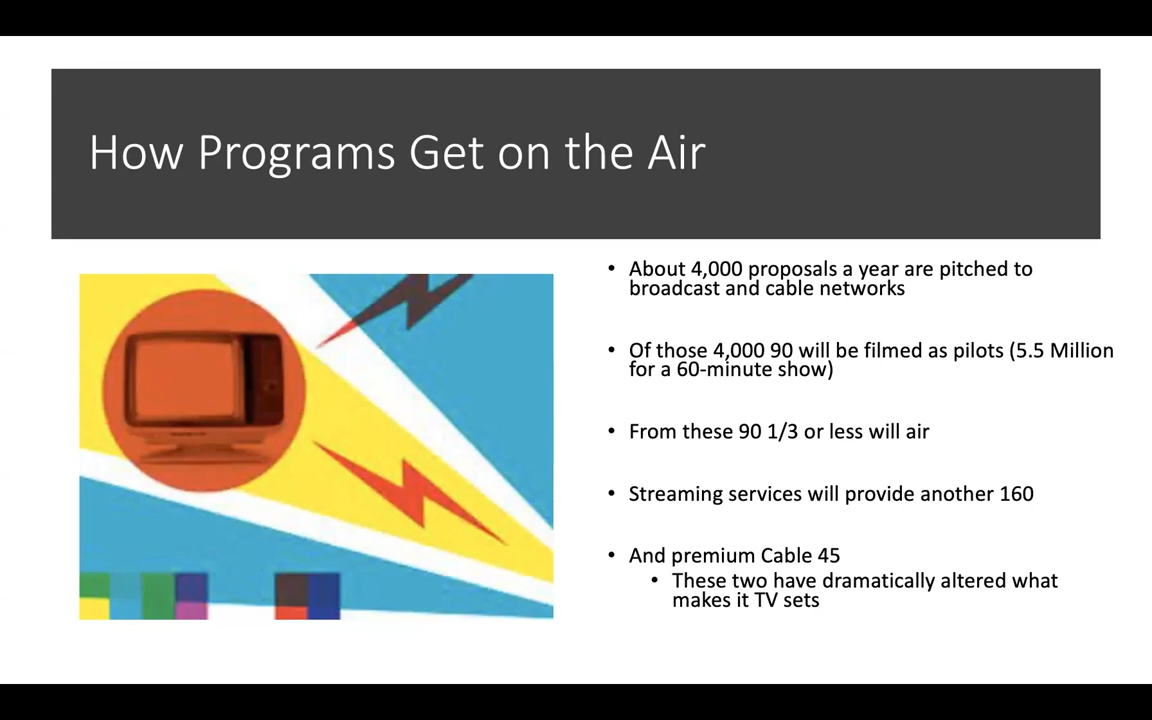 How Programs Get on the Air
• About 4,000 proposals a year are pitched to
broadcast and cable networks
• Of those 4,000 90 will be filmed as pilots (5.5 Million
for a 60-minute show)
• From these 90 1/3 or less will air
• Streaming services will provide another 160
• And premium Cable 45
• These two have dramatically altered what
makes it TV sets